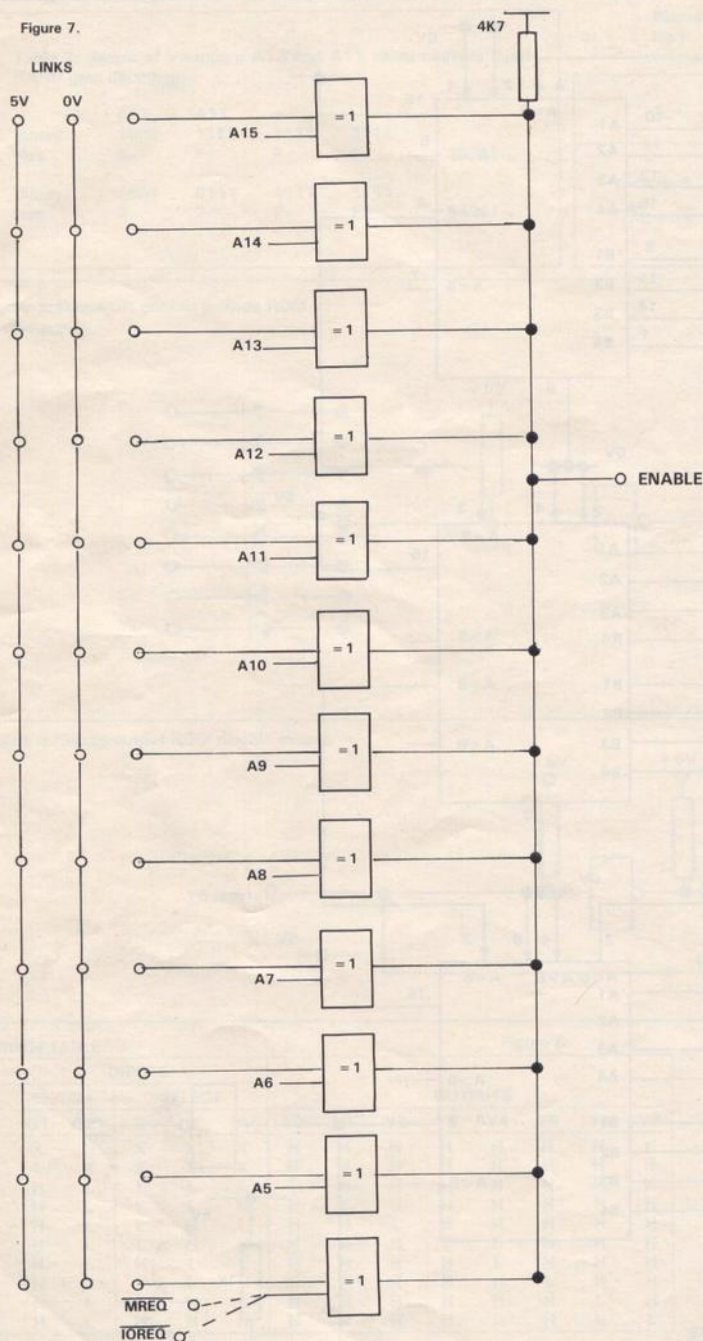 Figure 7.
4K7
LINKS
5V 0V
= 1
A15
= 1
A14
= 1
A13
= 1
A12
ENABLE
= 1
A11
= 1
A10
= 1
A9
= 1
A8
= 1
A7
= 1
A6
= 1
A5
= 1
MREQ
IOREQ